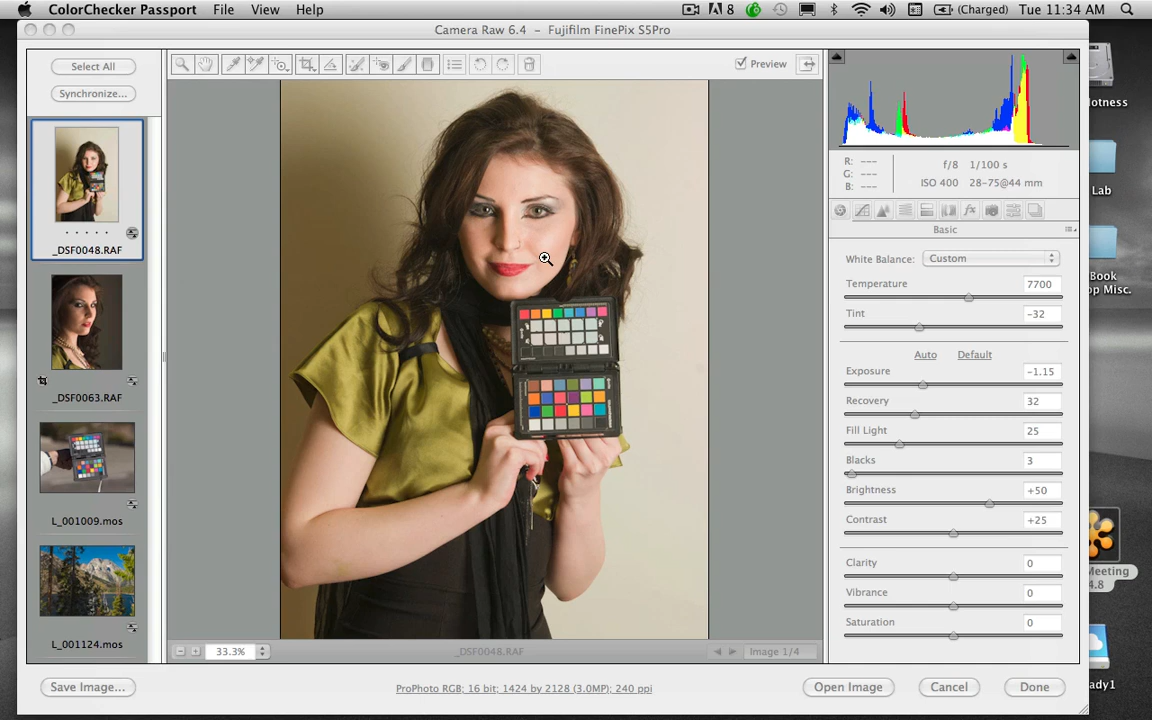 ColorChecker Passport File View Help
8 (Charged) Tue 11:34 AM
Camera Raw 6.4 – Fujifilm FinePix S5Pro
Select All
Synchronize...
Preview
_DSF0048.RAF
_DSF0063.RAF
L_001009.mos
L_001124.mos
R: ---
G: ---
B: ---
f/8 1/100 s
ISO 400 28-75@44 mm
Basic
White Balance: Custom
Temperature 7700
Tint -32
Auto Default
Exposure -1.15
Recovery 32
Fill Light 25
Blacks 3
Brightness +50
Contrast +25
Clarity 0
Vibrance 0
Saturation 0
33.3%
_DSF0048.RAF
Image 1/4
Save Image...
ProPhoto RGB; 16 bit; 1424 by 2128 (3.0MP); 240 ppi
Open Image
Cancel
Done
otness
Lab
Book
op Misc.
Meeting
4.8
ady1